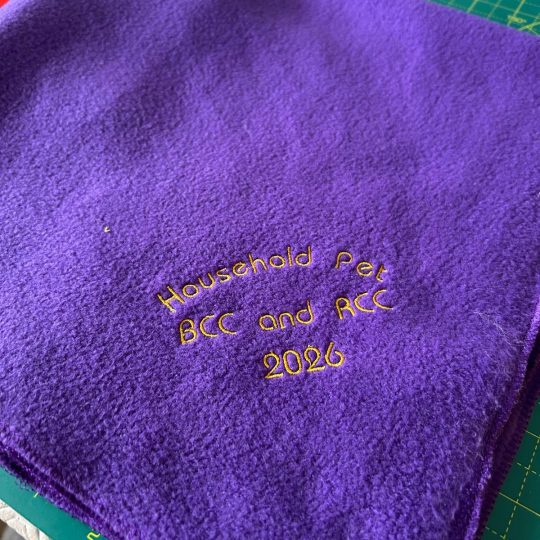 Household Pet
BCC and RCC
2026